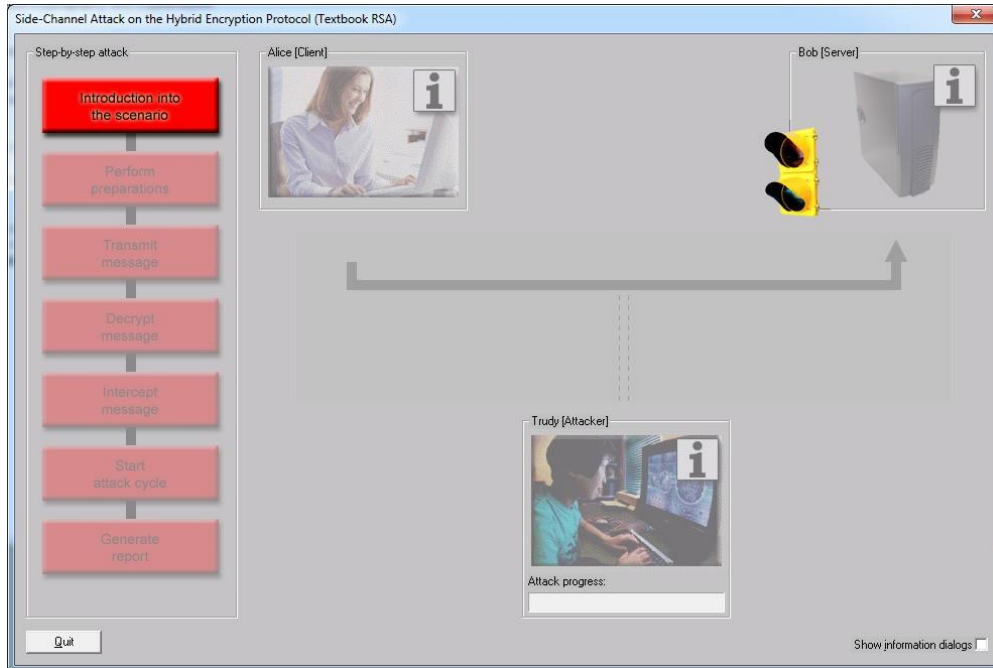 Side-Channel Attack on the Hybrid Encryption Protocol (Textbook RSA)
Step-by-step attack
Introduction into
the scenario
Perform
preparations
Transmit
message
Decrypt
message
Intercept
message
Start
attack cycle
Generate
report
Alice [Client]
i
Bob [Server]
i
Trudy [Attacker]
i
Attack progress:
Quit
Show information dialogs